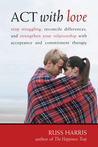 ACT with love
stop struggling, reconcile differences,
and strengthen your relationship with
acceptance and commitment therapy
RUSS HARRIS
author of The Happiness Trap